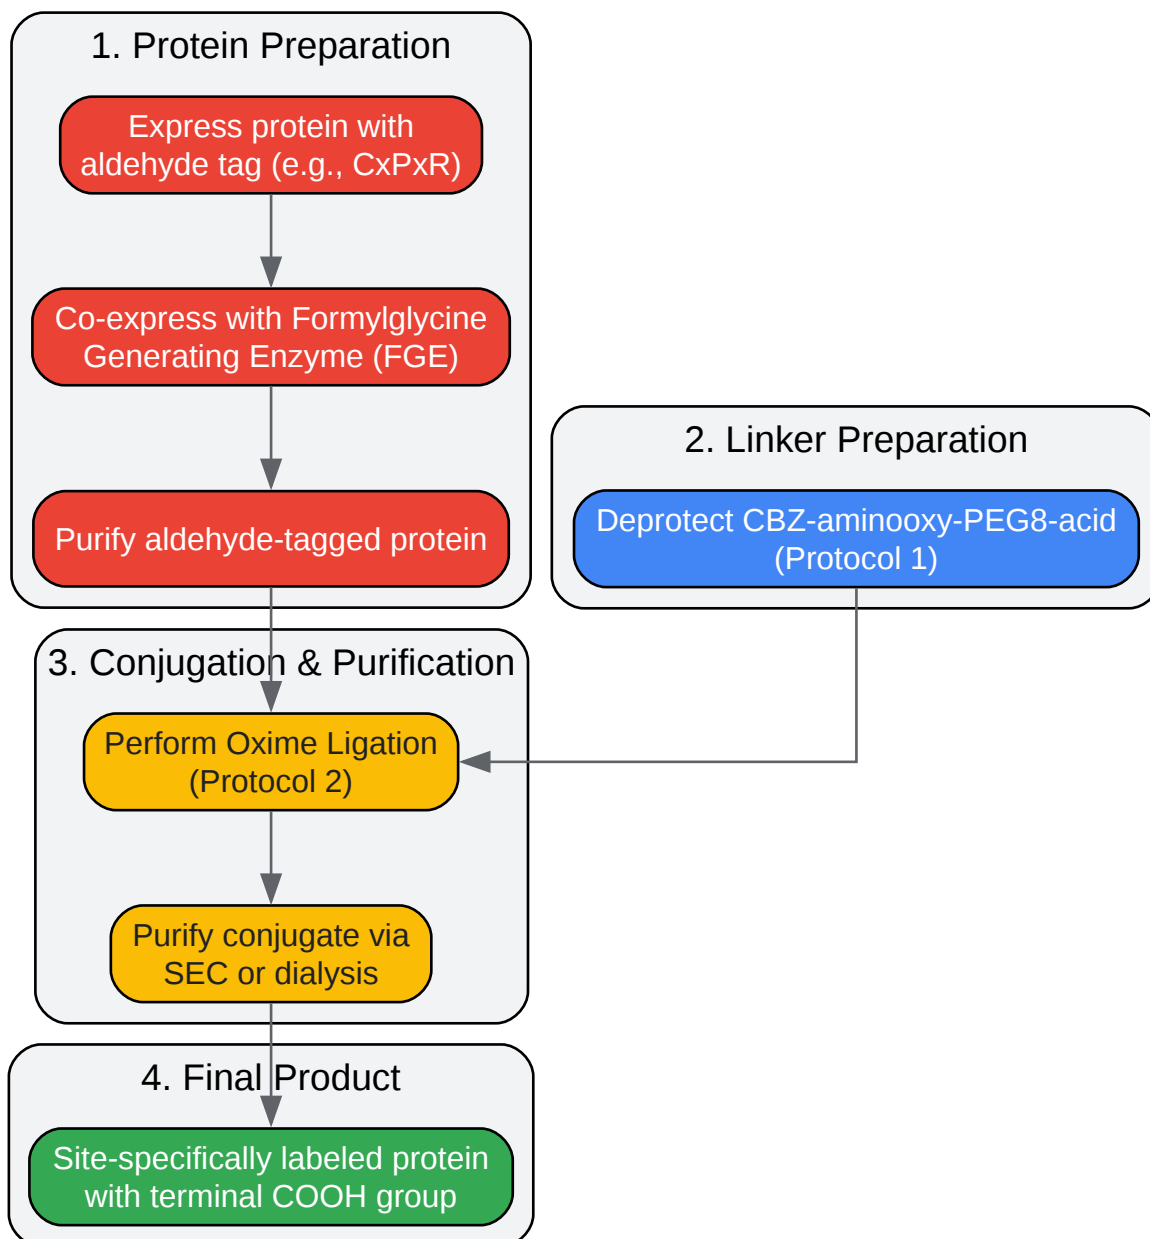 1. Protein Preparation
Express protein with
aldehyde tag (e.g., CxPxR)
Co-express with Formylglycine
Generating Enzyme (FGE)
Purify aldehyde-tagged protein
2. Linker Preparation
Deprotect CBZ-aminooxy-PEG8-acid
(Protocol 1)
3. Conjugation & Purification
Perform Oxime Ligation
(Protocol 2)
Purify conjugate via
SEC or dialysis
4. Final Product
Site-specifically labeled protein
with terminal COOH group